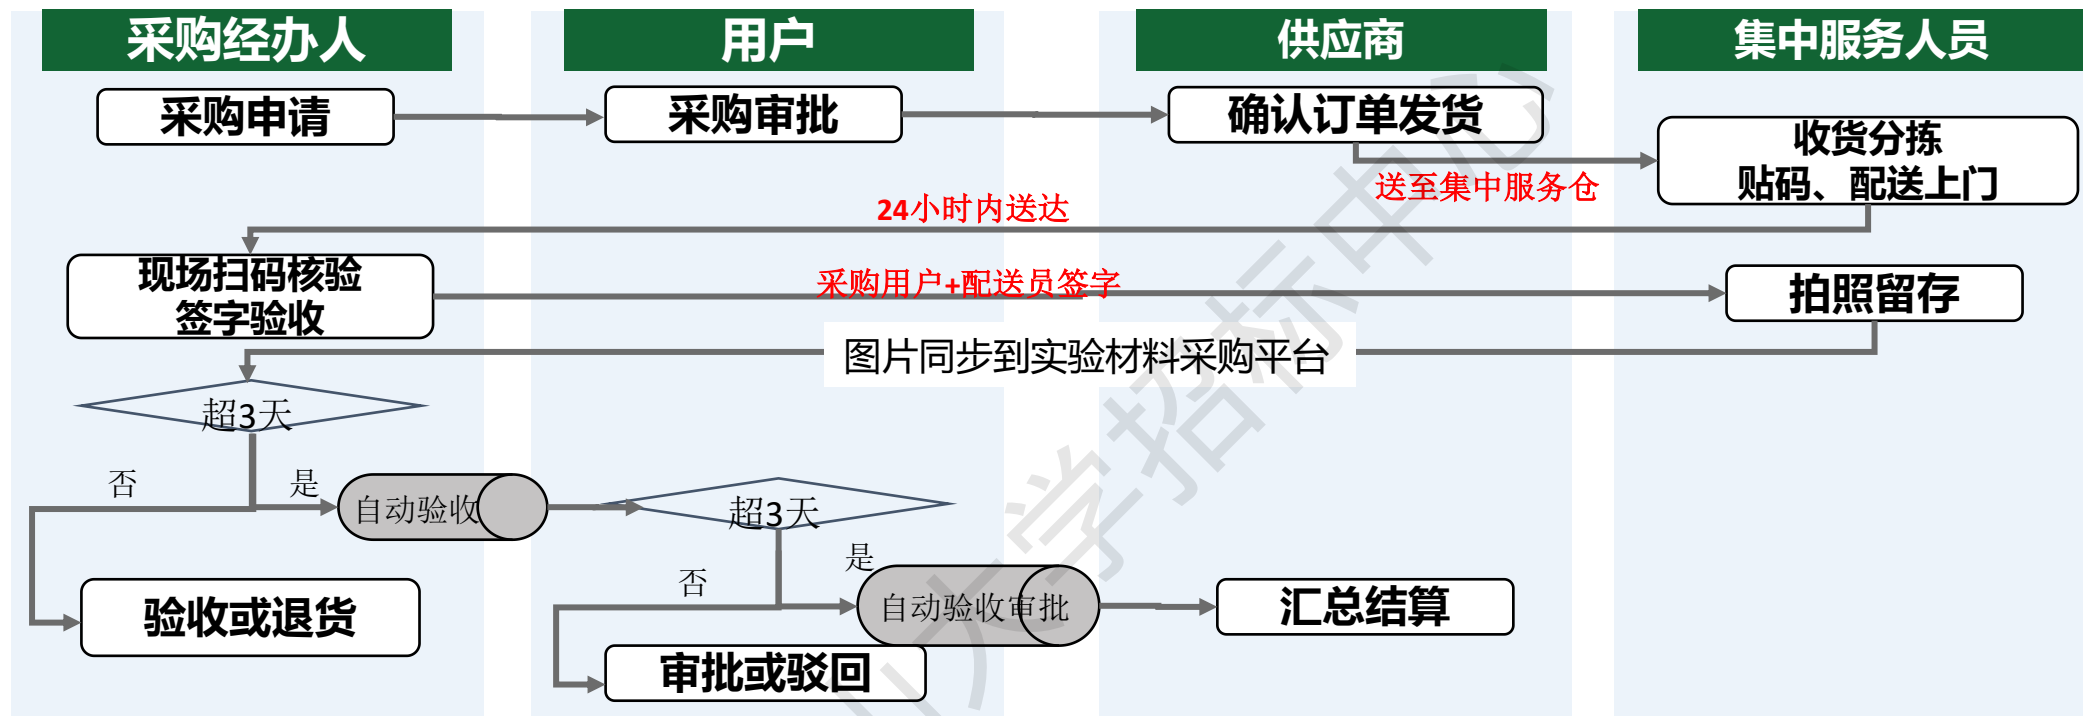 采购经办人
用户
供应商
集中服务人员
采购申请
采购审批
确认订单发货
收货分拣
贴码、配送上门
送至集中服务仓
24小时内送达
现场扫码核验
签字验收
采购用户+配送员签字
拍照留存
图片同步到实验材料采购平台
超3天
否
是
自动验收
超3天
否
是
自动验收审批
汇总结算
验收或退货
审批或驳回
大学招标中心